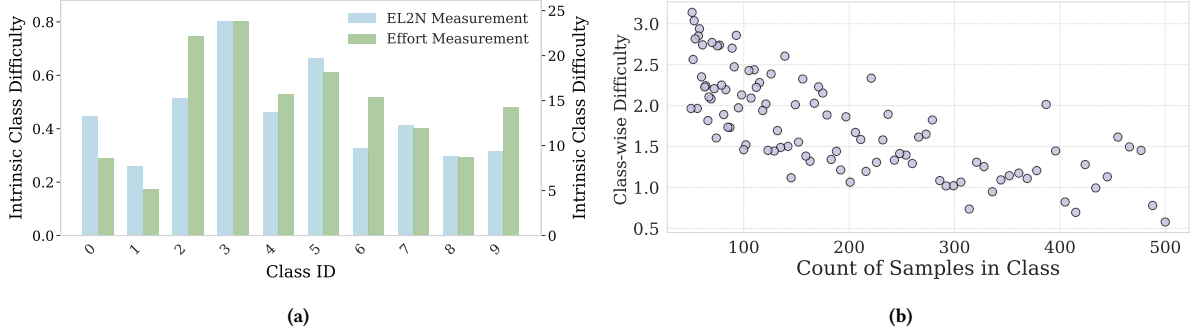 EL2N Measurement
Effort Measurement
Intrinsic Class Difficulty
0.8
0.6
0.4
0.2
0.0
25
20
15
10
5
0
Intrinsic Class Difficulty
0 1 2 3 4 5 6 7 8 9
Class ID
(a)
Class-wise Difficulty
3.0
2.5
2.0
1.5
1.0
0.5
100 200 300 400 500
Count of Samples in Class
(b)